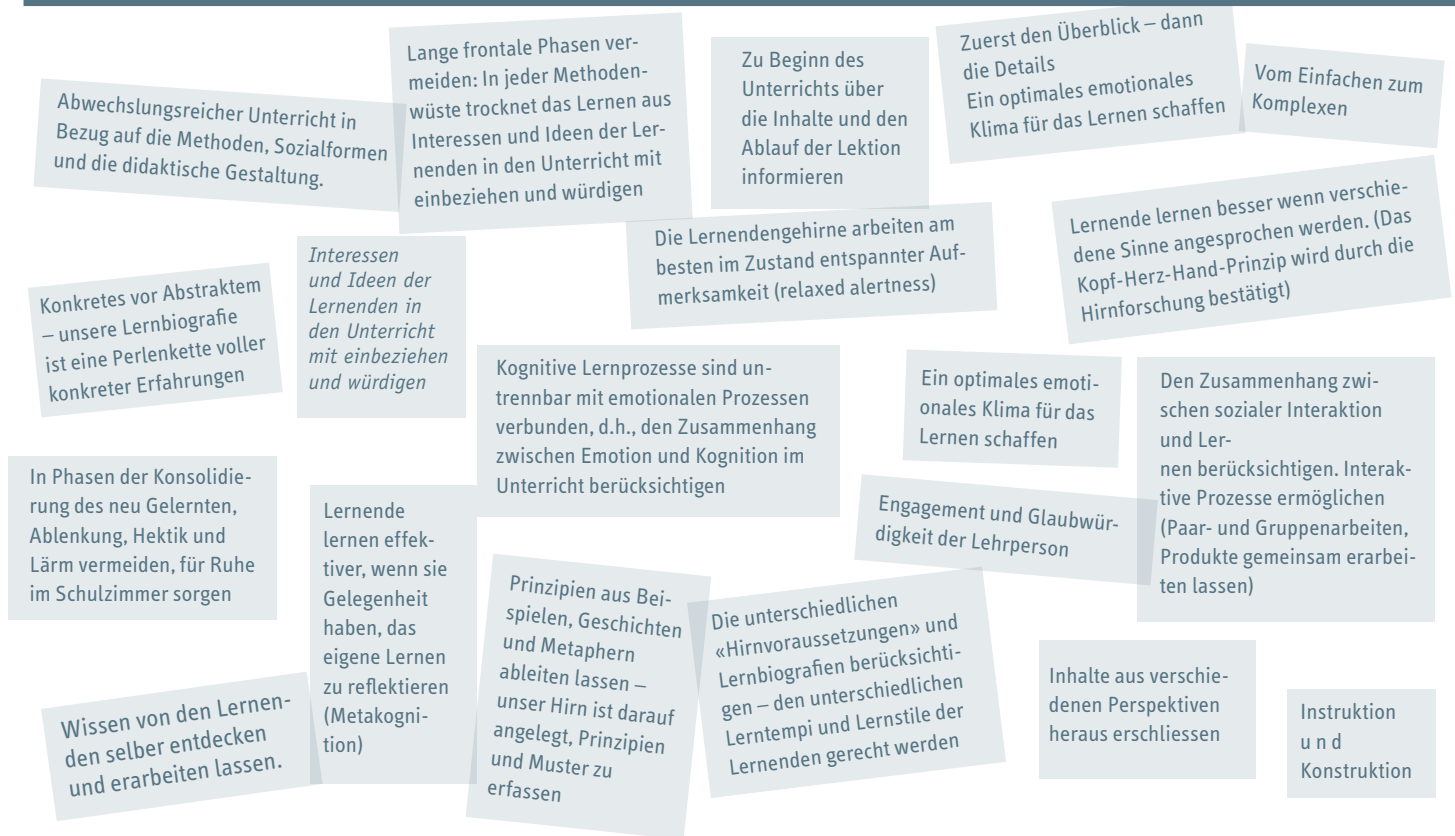 Abwechslungsreicher Unterricht in
Bezug auf die Methoden, Sozialformen
und die didaktische Gestaltung.
Lange frontale Phasen ver-
meiden: In jeder Methoden-
wüste trocknet das Lernen aus
Interessen und Ideen der Ler-
nenden in den Unterricht mit
einbeziehen und würdigen
Zu Beginn des
Unterrichts über
die Inhalte und den
Ablauf der Lektion
informieren
Zuerst den Überblick – dann
die Details
Ein optimales emotionales
Klima für das Lernen schaffen
Vom Einfachen zum
Komplexen
Konkretes vor Abstraktem
– unsere Lernbiografie
ist eine Perlenkette voller
konkreter Erfahrungen
Interessen
und Ideen der
Lernenden in
den Unterricht
mit einbeziehen
und würdigen
Die Lernendengehirne arbeiten am
besten im Zustand entspannter Auf-
merksamkeit (relaxed alertness)
Lernende lernen besser wenn verschie-
dene Sinne angesprochen werden. (Das
Kopf-Herz-Hand-Prinzip wird durch die
Hirnforschung bestätigt)
Kognitive Lernprozesse sind un-
trennbar mit emotionalen Prozessen
verbunden, d.h., den Zusammenhang
zwischen Emotion und Kognition im
Unterricht berücksichtigen
Ein optimales emoti-
onales Klima für das
Lernen schaffen
Den Zusammenhang zwi-
schen sozialer Interaktion
und Ler-
nen berücksichtigen. Interak-
tive Prozesse ermöglichen
(Paar- und Gruppenarbeiten,
Produkte gemeinsam erarbei-
ten lassen)
In Phasen der Konsolidie-
rung des neu Gelernten,
Ablenkung, Hektik und
Lärm vermeiden, für Ruhe
im Schulzimmer sorgen
Lernende
lernen effek-
tiver, wenn sie
Gelegenheit
haben, das
eigene Lernen
zu reflektieren
(Metakogni-
tion)
Engagement und Glaubwür-
digkeit der Lehrperson
Prinzipien aus Bei-
spielen, Geschichten
und Metaphern
ableiten lassen –
unser Hirn ist darauf
angelegt, Prinzipien
und Muster zu
erfassen
Die unterschiedlichen
«Hirnvoraussetzungen» und
Lernbiografien berücksichti-
gen – den unterschiedlichen
Lerntempi und Lernstile der
Lernenden gerecht werden
Wissen von den Lernen-
den selber entdecken
und erarbeiten lassen.
Inhalte aus verschie-
denen Perspektiven
heraus erschliessen
Instruktion
u n d
Konstruktion